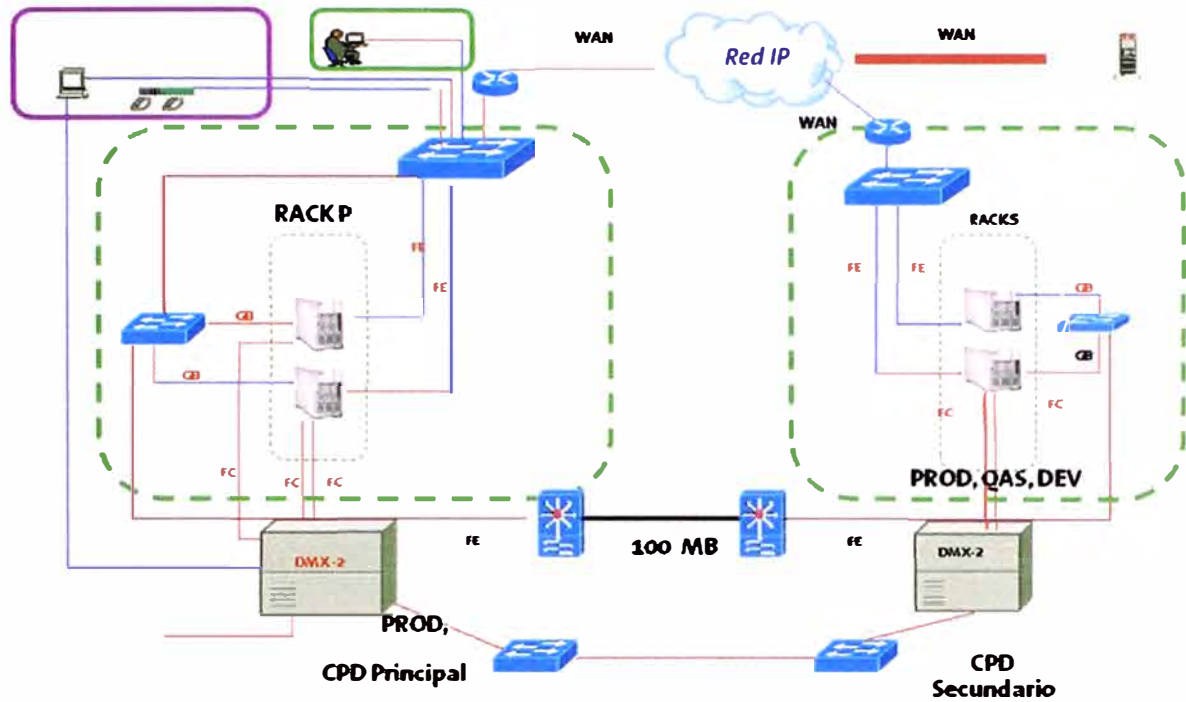 WAN
Red IP
WAN
WAN
RACK P
RACKS
FE
FE
FE
FE
GB
GB
GB
GB
FC
FC
FC
FC
FC
PROD, QAS, DEV
FE
100 MB
FE
DMX-2
DMX-2
PROD,
CPD Principal
CPD
Secundario